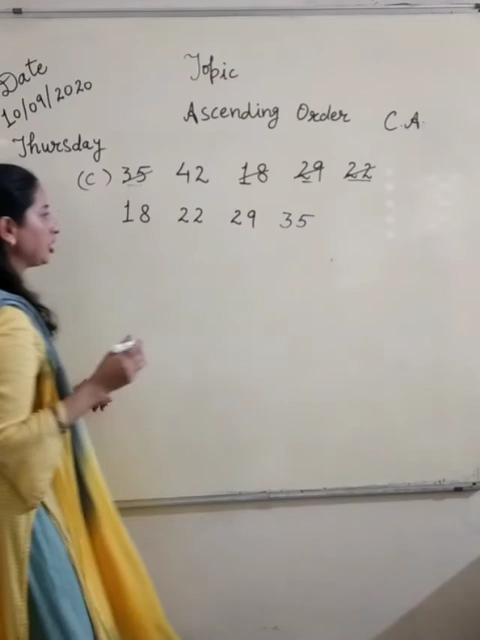 Date
10/09/2020
Thursday
Topic
Ascending Order C.A.
(C) 35 42 18 29 22
18 22 29 35